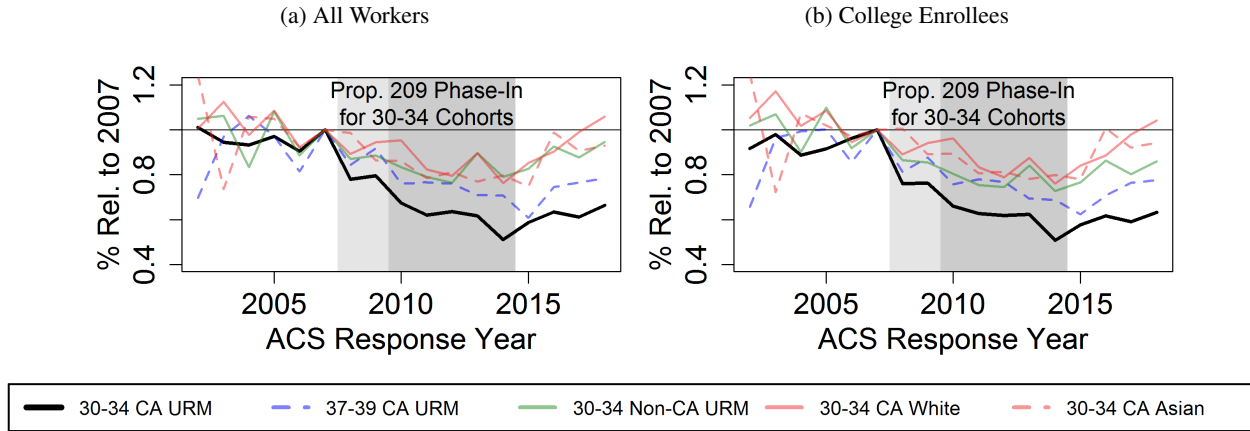 (a) All Workers
(b) College Enrollees
% Rel. to 2007
0.4
0.8
1.2
Prop. 209 Phase-In
for 30-34 Cohorts
2005
2010
2015
ACS Response Year
% Rel. to 2007
0.4
0.8
1.2
Prop. 209 Phase-In
for 30-34 Cohorts
2005
2010
2015
ACS Response Year
30-34 CA URM
37-39 CA URM
30-34 Non-CA URM
30-34 CA White
30-34 CA Asian